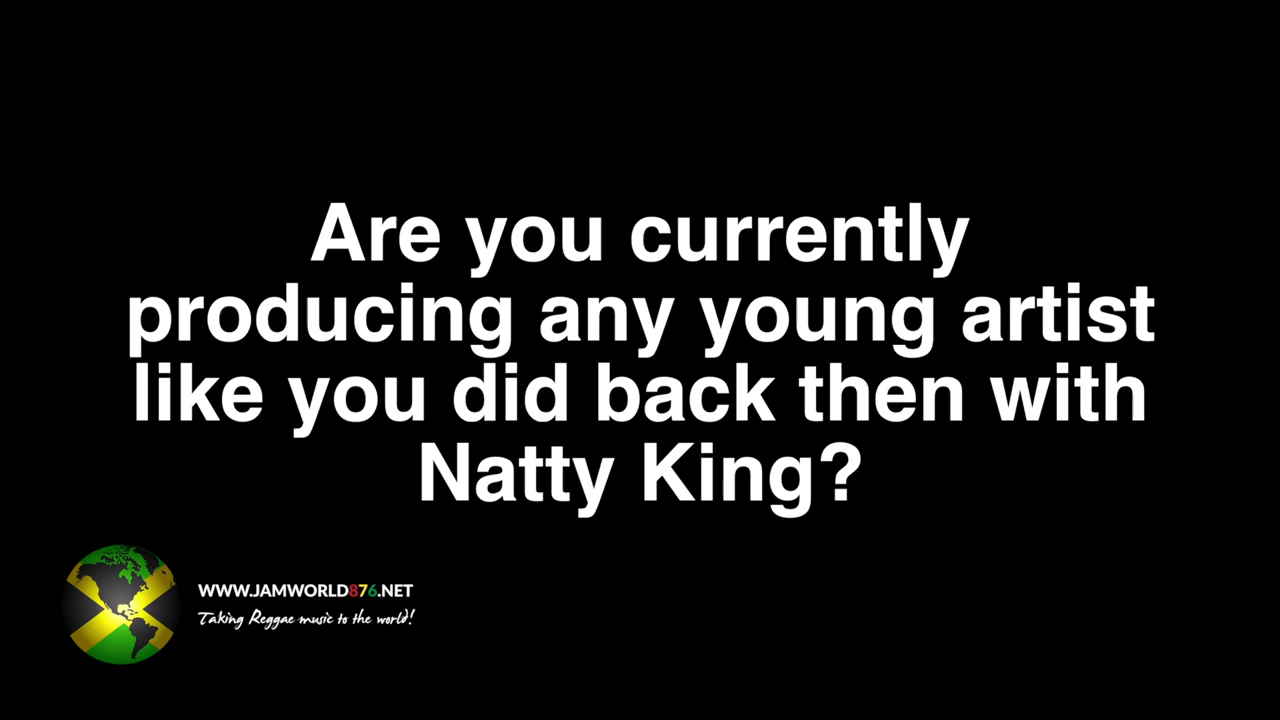 Are you currently
producing any young artist
like you did back then with
Natty King?
WWW.JAMWORLD876.NET
Taking Reggae music to the world!